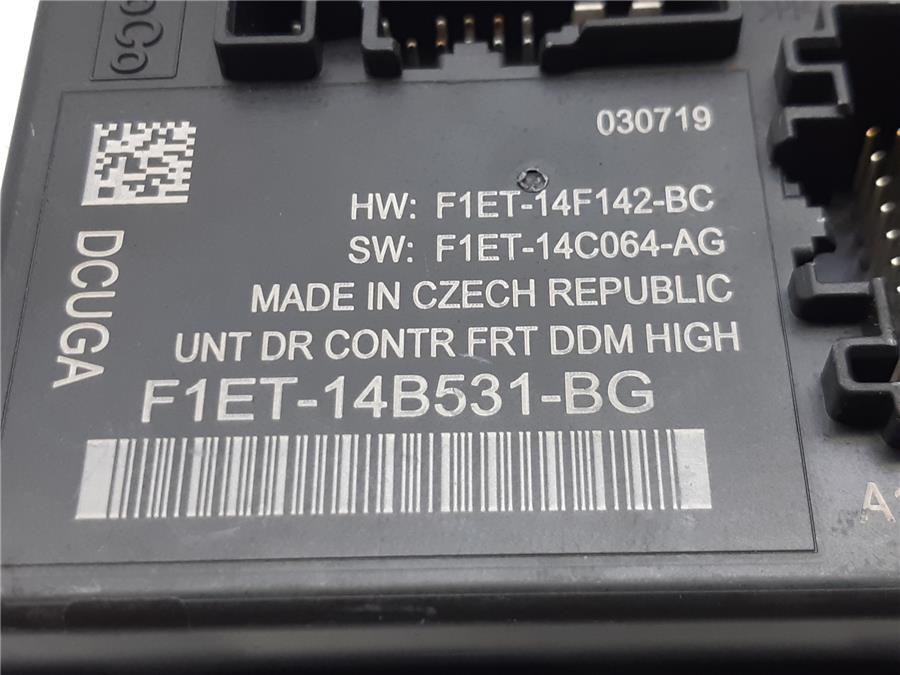 030719
HW: F1ET-14F142-BC
SW: F1ET-14C064-AG
MADE IN CZECH REPUBLIC
UNT DR CONTR FRT DDM HIGH
F1ET-14B531-BG
DCUGA